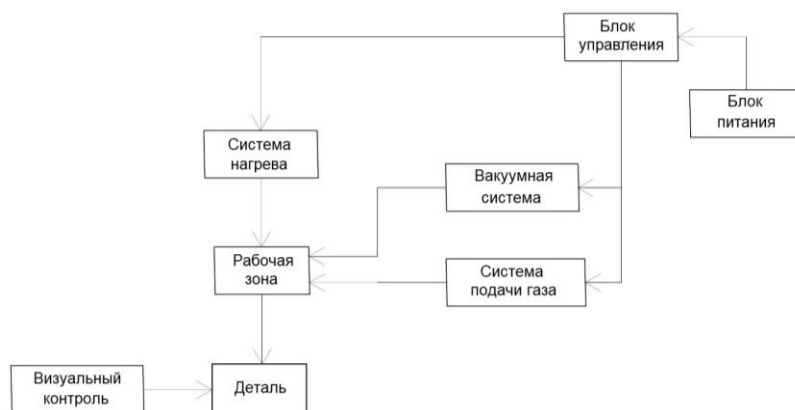 Блок
управления
Блок
питания
Система
нагрева
Вакуумная
система
Рабочая
зона
Система
подачи газа
Визуальный
контроль
Деталь